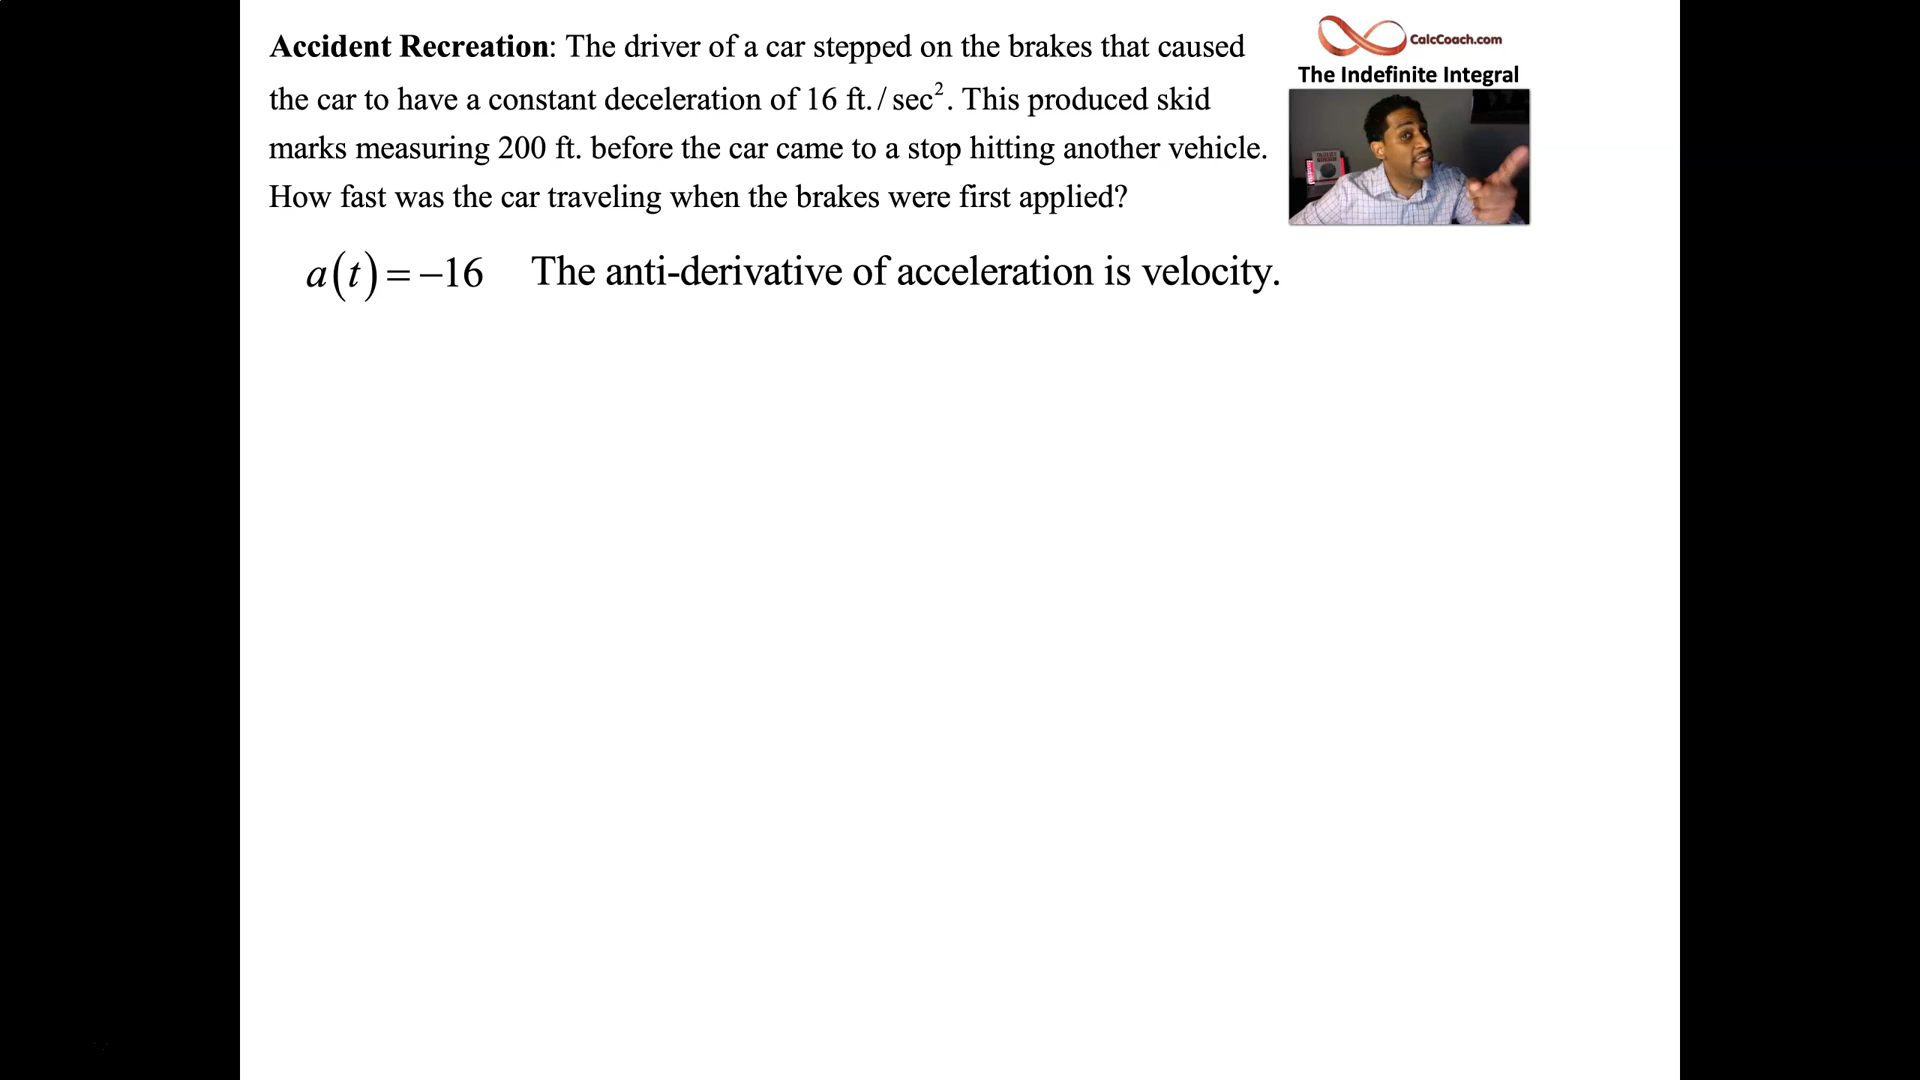 Accident Recreation: The driver of a car stepped on the brakes that caused
the car to have a constant deceleration of 16 ft. / sec². This produced skid
marks measuring 200 ft. before the car came to a stop hitting another vehicle.
How fast was the car traveling when the brakes were first applied?
CalcCoach.com
The Indefinite Integral
a(t) = −16 The anti-derivative of acceleration is velocity.